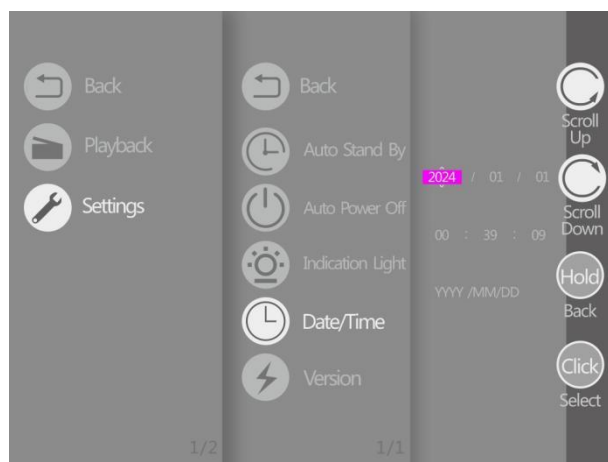 Back
Playback
Settings
1/2
Back
Auto Stand By
Auto Power Off
Indication Light
Date/Time
Version
1/1
2024 / 01 / 01
00 : 39 : 09
YYYY /MM/DD
Scroll
Up
Scroll
Down
Hold
Back
Click
Select